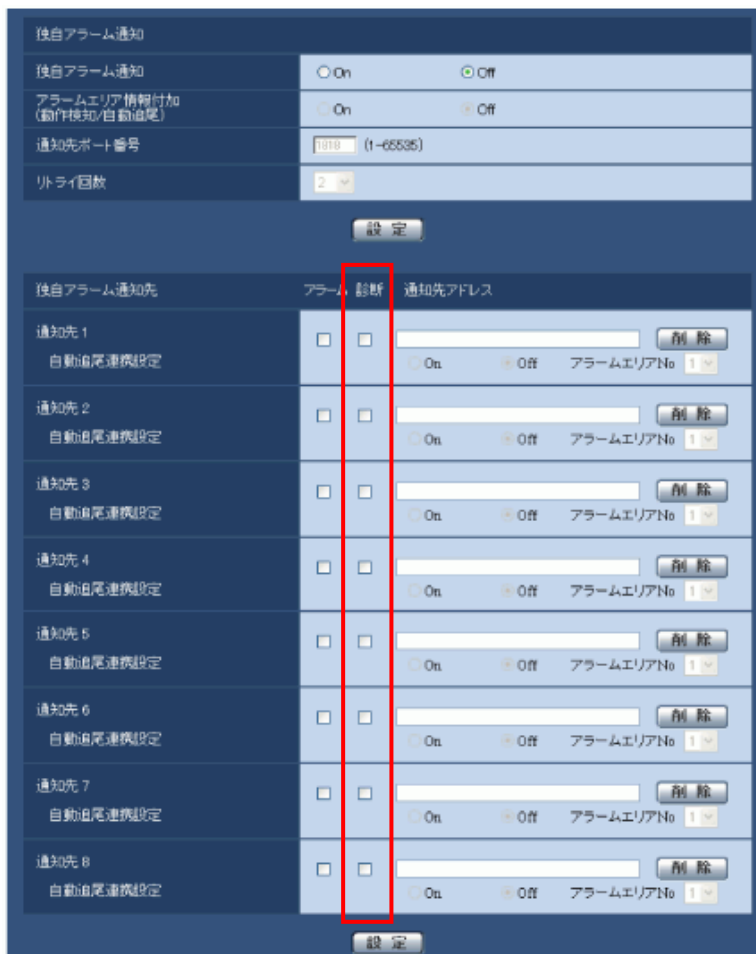 独自アラーム通知
独自アラーム通知 On Off
アラームエリア情報付加
(動作検知/自動追尾) On Off
通知先ポート番号 1818 (1-65535)
リトライ回数 2
設定
独自アラーム通知先 アラーム 診断 通知先アドレス
通知先 1 削除
自動追尾連携設定 On Off アラームエリアNo 1
通知先 2 削除
自動追尾連携設定 On Off アラームエリアNo 1
通知先 3 削除
自動追尾連携設定 On Off アラームエリアNo 1
通知先 4 削除
自動追尾連携設定 On Off アラームエリアNo 1
通知先 5 削除
自動追尾連携設定 On Off アラームエリアNo 1
通知先 6 削除
自動追尾連携設定 On Off アラームエリアNo 1
通知先 7 削除
自動追尾連携設定 On Off アラームエリアNo 1
通知先 8 削除
自動追尾連携設定 On Off アラームエリアNo 1
設定